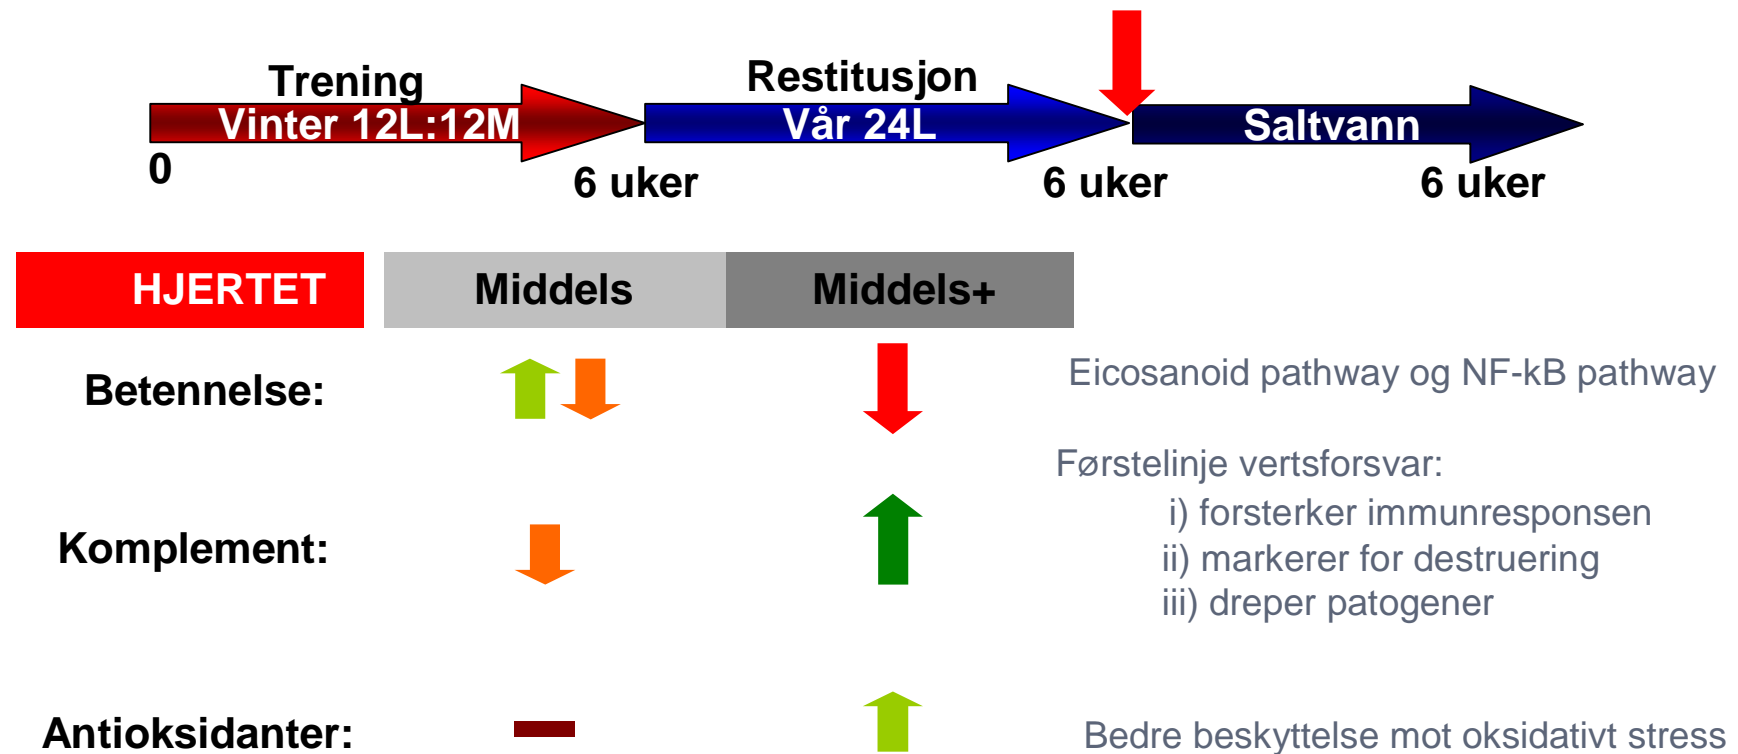 Trening
Restitusjon
Vinter 12L:12M
Vår 24L
Saltvann
0
6 uker
6 uker
6 uker
HJERTET
Middels
Middels+
Betennelse:
Eicosanoid pathway og NF-kB pathway
Førstelinje vertsforsvar:
i) forsterker immunresponsen
Komplement:
ii) markerer for destruering
iii) dreper patogener
Antioksidanter:
Bedre beskyttelse mot oksidativt stress